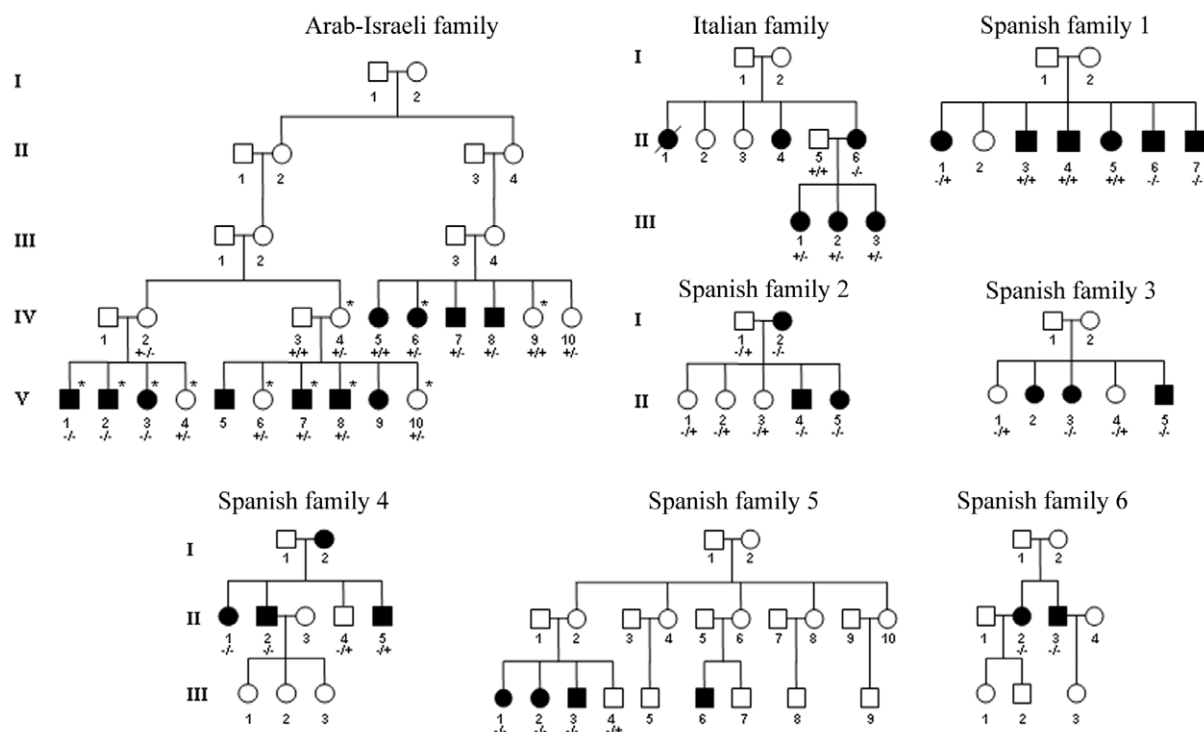 Arab-Israeli family
I
1 2
II
1 2 3 4
III
1 2 3 4
IV
* * *
1 2 3 4 5 6 7 8 9 10
+/- +/+ +/- +/+ +/- +/- +/- +/+ +/-
V
* * * * * * * *
1 2 3 4 5 6 7 8 9 10
-/- -/- -/- +/- +/- +/- +/- +/-
Italian family
I
1 2
II
1 2 3 4 5 6
+/+ -/-
III
1 2 3
+/- +/- +/-
Spanish family 1
1 2
1 2 3 4 5 6 7
-/+ +/+ +/+ +/+ -/- -/-
Spanish family 2
I
1 2
-/+ -/-
II
1 2 3 4 5
-/+ -/+ -/+ -/- -/-
Spanish family 3
1 2
1 2 3 4 5
-/+ -/- -/+ -/-
Spanish family 4
I
1 2
II
1 2 3 4 5
-/- -/- -/+ -/+
III
1 2 3
Spanish family 5
1 2
1 2 3 4 5 6 7 8 9 10
1 2 3 4 5 6 7 8 9
-/- -/- -/- -/+
Spanish family 6
1 2
1 2 3 4
-/- -/-
1 2 3